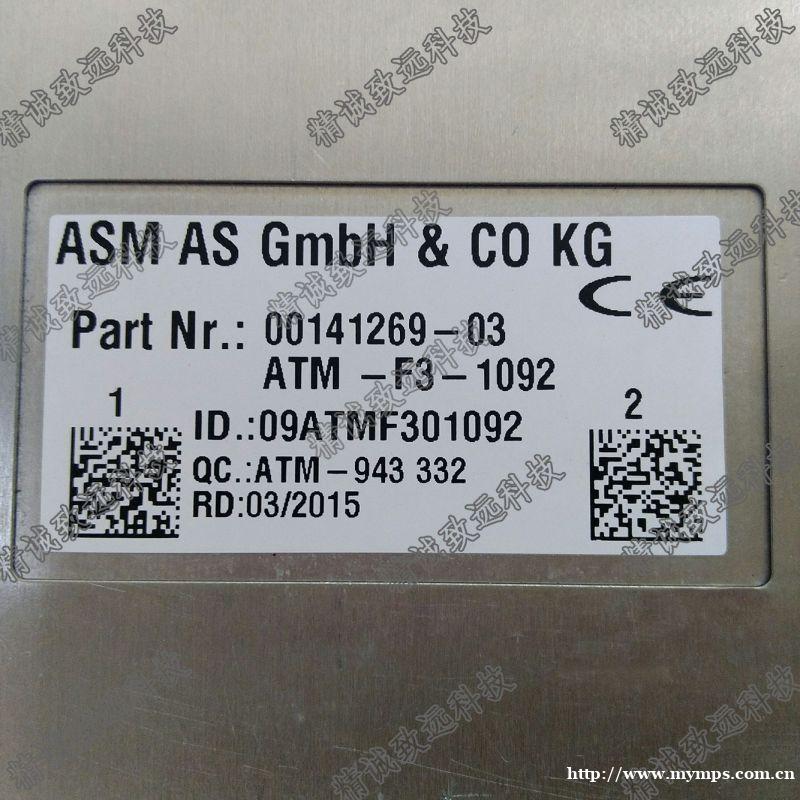 ASM AS GmbH & CO KG
CE
Part Nr.: 00141269-03
ATM -F3-1092
1
2
ID.:09ATMF301092
QC.:ATM-943 332
RD:03/2015
精诚致远科技
http://www.mymps.com.cn